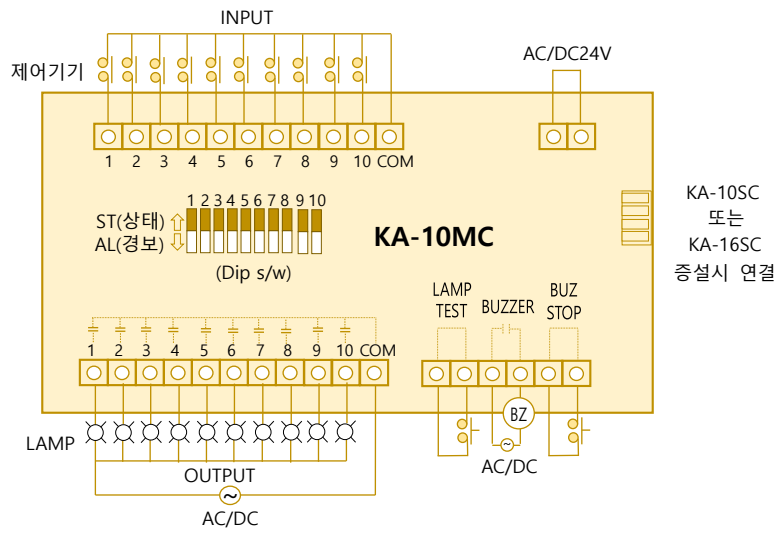 INPUT
제어기기
AC/DC24V
1 2 3 4 5 6 7 8 9 10 COM
1 2 3 4 5 6 7 8 9 10
ST(상태)
AL(경보)
(Dip s/w)
KA-10MC
KA-10SC
또는
KA-16SC
증설시 연결
LAMP
TEST
BUZZER
BUZ
STOP
1 2 3 4 5 6 7 8 9 10 COM
BZ
LAMP
AC/DC
OUTPUT
AC/DC